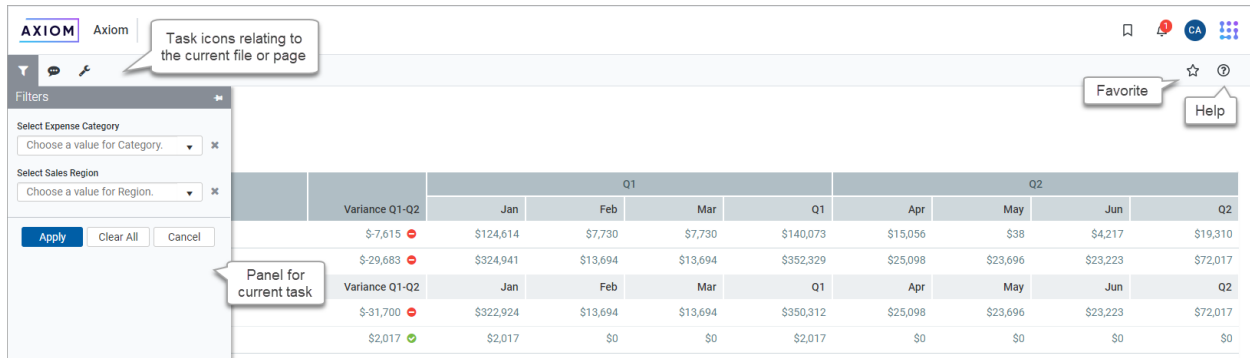 AXIOM Axiom
Task icons relating to
the current file or page
1
CA
Favorite
Help
Filters
Select Expense Category
Choose a value for Category.
Select Sales Region
Choose a value for Region.
Apply Clear All Cancel
Panel for
current task
Q1 Q2
Variance Q1-Q2 Jan Feb Mar Q1 Apr May Jun Q2
$-7,615 $124,614 $7,730 $7,730 $140,073 $15,056 $38 $4,217 $19,310
$-29,683 $324,941 $13,694 $13,694 $352,329 $25,098 $23,696 $23,223 $72,017
Variance Q1-Q2 Jan Feb Mar Q1 Apr May Jun Q2
$-31,700 $322,924 $13,694 $13,694 $350,312 $25,098 $23,696 $23,223 $72,017
$2,017 $2,017 $0 $0 $2,017 $0 $0 $0 $0